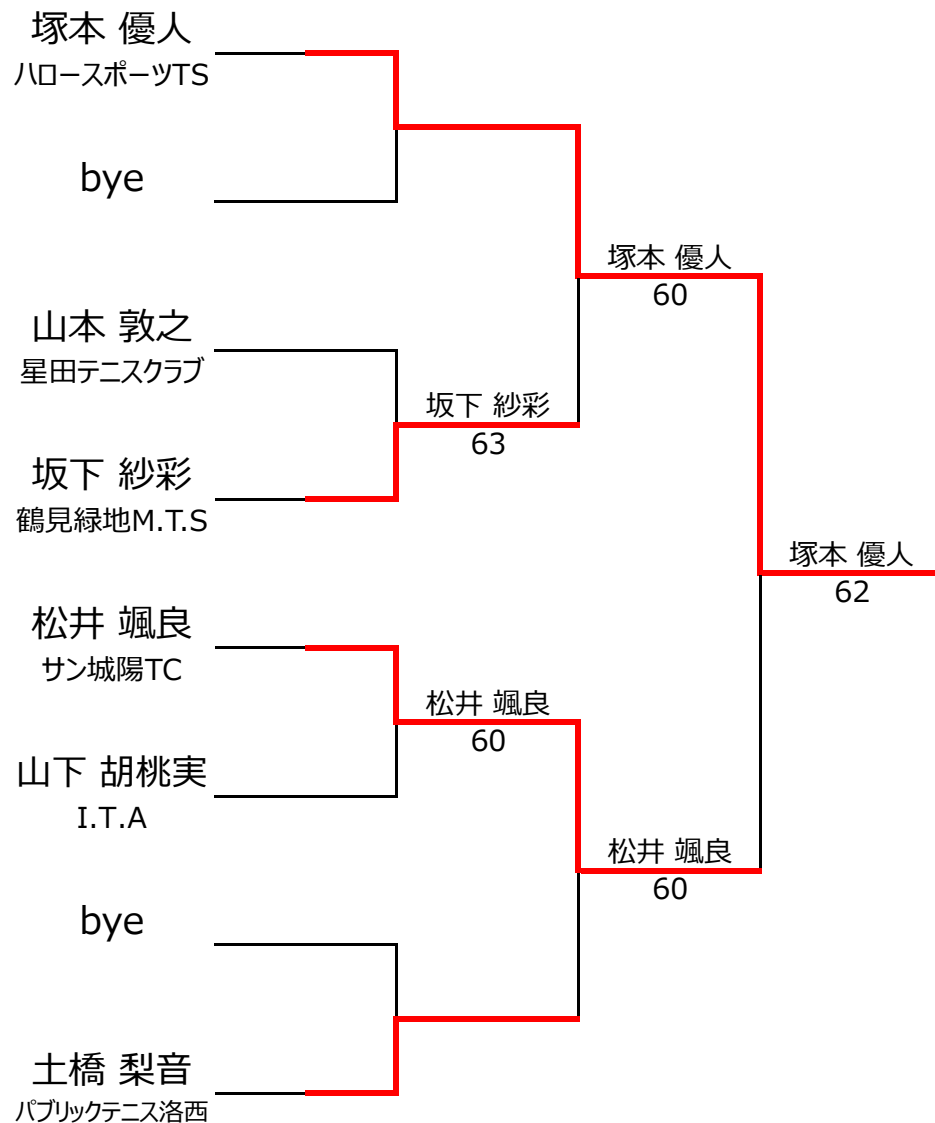 塚本 優人
ハロースポーツTS
bye
山本 敦之
星田テニスクラブ
坂下 紗彩
鶴見緑地M.T.S
松井 颯良
サン城陽TC
山下 胡桃実
I.T.A
bye
土橋 梨音
パブリックテニス洛西
坂下 紗彩
63
松井 颯良
60
塚本 優人
60
松井 颯良
60
塚本 優人
62